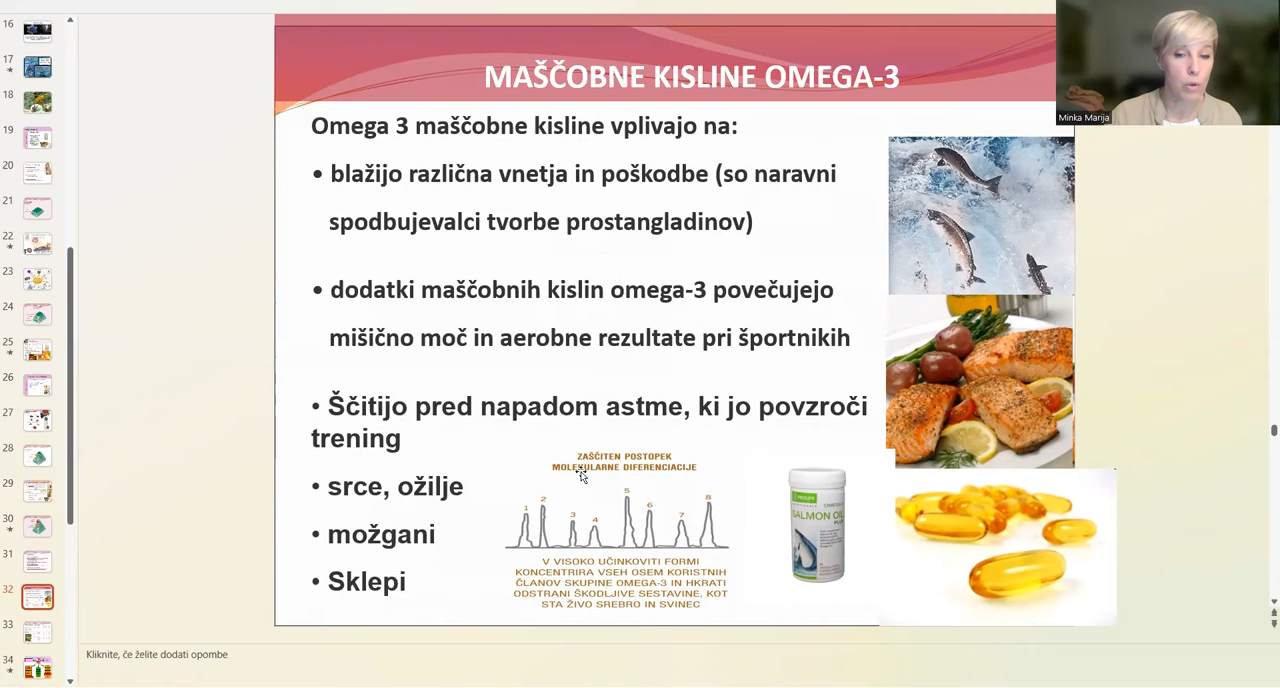 16
17
18
19
20
21
22
23
24
25
26
27
28
29
30
31
32
33
34
MAŠČOBNE KISLINE OMEGA-3
Minka Marija
Omega 3 maščobne kisline vplivajo na:
• blažijo različna vnetja in poškodbe (so naravni
spodbujevalci tvorbe prostangladinov)
• dodatki maščobnih kislin omega-3 povečujejo
mišično moč in aerobne rezultate pri športnikih
• Ščitijo pred napadom astme, ki jo povzroči
trening
• srce, ožilje
• možgani
• Sklepi
ZAŠČITEN POSTOPEK
MOLEKULARNE DIFERENCIACIJE
1 2 3 4 5 6 7 8
V VISOKO UČINKOVITI FORMI
KONCENTRIRA VSEH OSEM KORISTNIH
ČLANOV SKUPINE OMEGA-3 IN HKRATI
ODSTRANI ŠKODLJIVE SESTAVINE, KOT
STA ŽIVO SREBRO IN SVINEC
SALMON OIL
PLUS
Kliknite, če želite dodati opombe